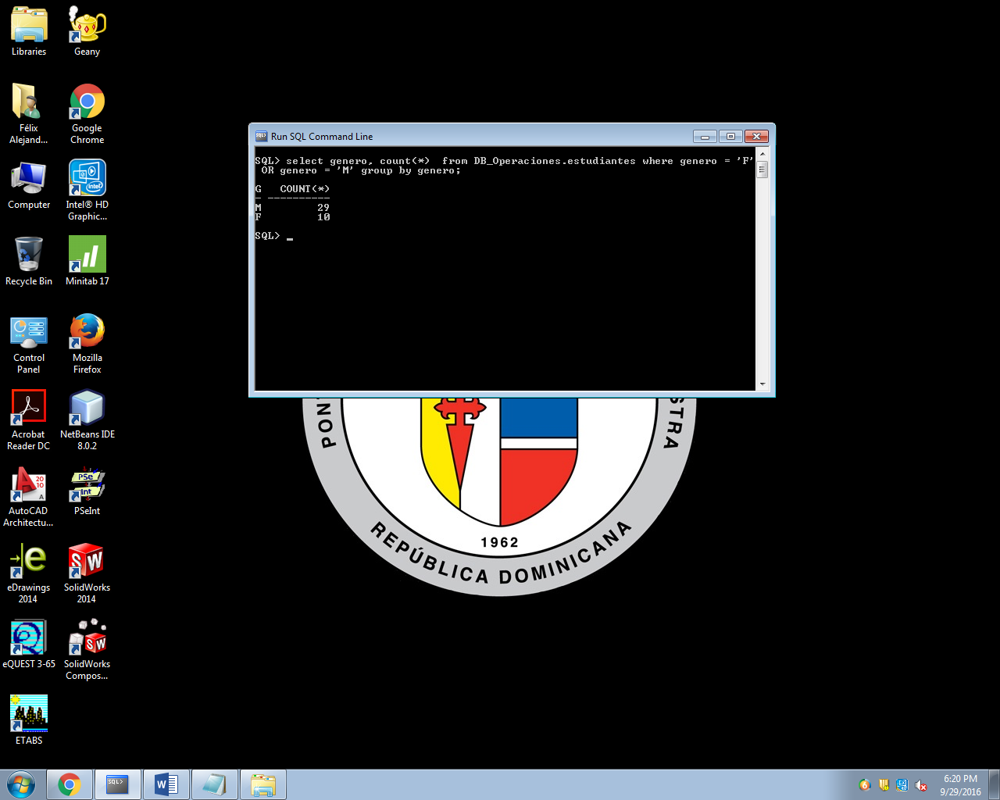 Libraries
Geany
Félix
Alejand...
Google
Chrome
Computer
Intel® HD
Graphic...
Recycle Bin
Minitab 17
Control
Panel
Mozilla
Firefox
Acrobat
Reader DC
NetBeans IDE
8.0.2
AutoCAD
Architectu...
PSeInt
eDrawings
2014
SolidWorks
2014
eQUEST 3-65
SolidWorks
Compos...
ETABS
Run SQL Command Line
SQL> select genero, count(*)  from DB_Operaciones.estudiantes where genero = 'F'
OR genero = 'M' group by genero;
G   COUNT(*)
- ----------
M         29
F         10
SQL> _
PON
STRA
1962
REPÚBLICA DOMINICANA
6:20 PM
9/29/2016